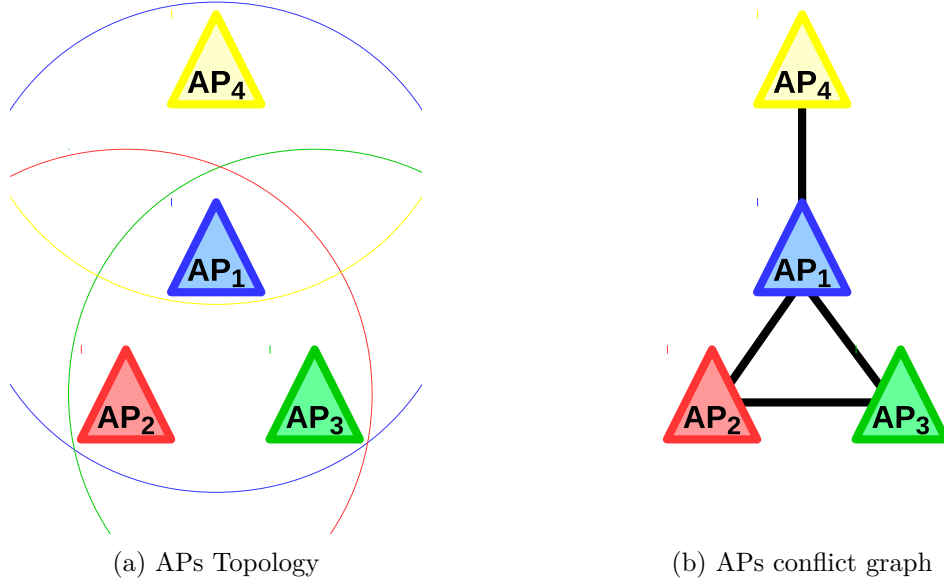 AP4
AP4
AP1
AP1
AP2
AP3
AP2
AP3
(a) APs Topology
(b) APs conflict graph